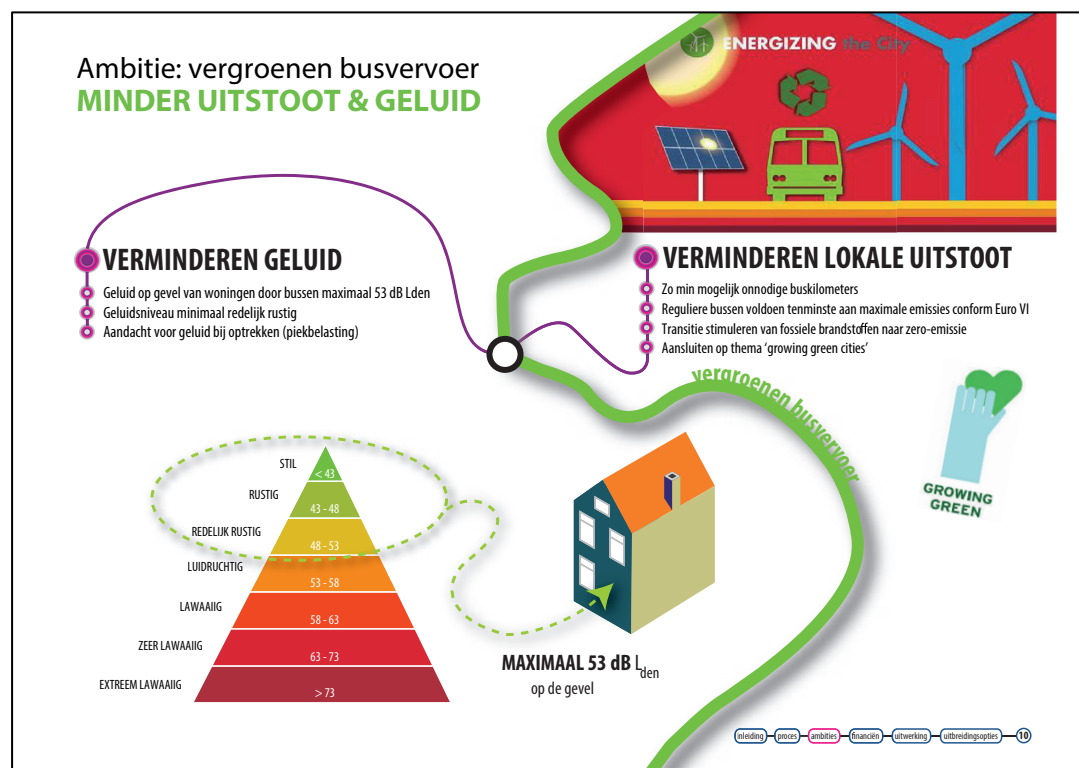 Ambitie: vergroenen busvervoer
MINDER UITSTOOT & GELUID
ENERGIZING the City
VERMINDEREN GELUID
Geluid op gevel van woningen door bussen maximaal 53 dB Lden
Geluidsniveau minimaal redelijk rustig
Aandacht voor geluid bij optrekken (piekbelasting)
VERMINDEREN LOKALE UITSTOOT
Zo min mogelijk onnodige buskilometers
Reguliere bussen voldoen tenminste aan maximale emissies conform Euro VI
Transitie stimuleren van fossiele brandstoffen naar zero-emissie
Aansluiten op thema ‘growing green cities’
vergroenen busvervoer
GROWING
GREEN
STIL
< 43
RUSTIG
43 - 48
REDELIJK RUSTIG
48 - 53
LUIDRUCHTIG
53 - 58
LAWAAIIG
58 - 63
ZEER LAWAAIIG
63 - 73
EXTREEM LAWAAIIG
> 73
MAXIMAAL 53 dB Lden
op de gevel
inleiding proces ambities financiën uitwerking uitbreidingsopties 10